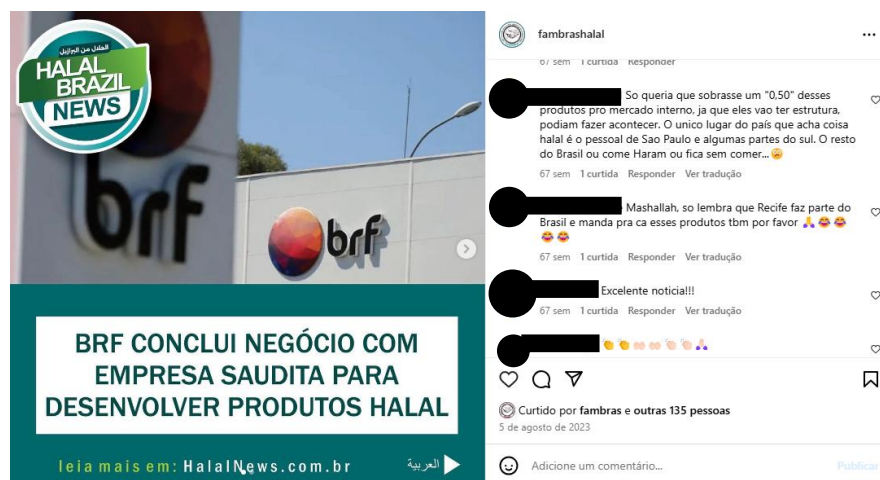 الحلال من البرازيل
HALAL
BRAZIL
NEWS
brf
brf
BRF CONCLUI NEGÓCIO COM
EMPRESA SAUDITA PARA
DESENVOLVER PRODUTOS HALAL
leia mais em: HalalNews.com.br
العربية
fambrashalal
67 sem 1 curtida Responder
So queria que sobrasse um "0,50" desses
produtos pro mercado interno, ja que eles vao ter estrutura,
podiam fazer acontecer. O unico lugar do país que acha coisa
halal é o pessoal de Sao Paulo e algumas partes do sul. O resto
do Brasil ou come Haram ou fica sem comer... 😩
67 sem 1 curtida Responder Ver tradução
Mashallah, so lembra que Recife faz parte do
Brasil e manda pra ca esses produtos tbm por favor 🙏😂😂
😂😂
67 sem 1 curtida Responder Ver tradução
Excelente noticia!!!
67 sem 1 curtida Responder Ver tradução
👏👏🤲🏻🤲🏻👏🏻👏🏻🙏🏻
Curtido por fambras e outras 135 pessoas
5 de agosto de 2023
Adicione um comentário...
Publicar